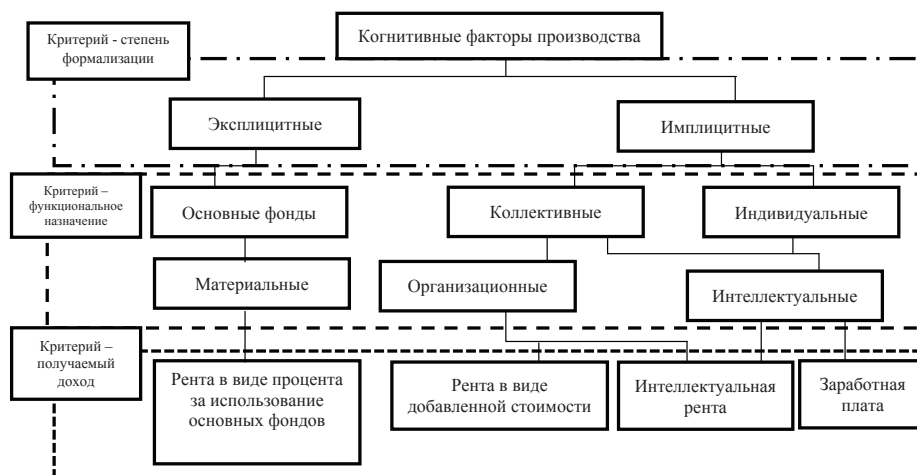 Критерий - степень
формализации
Когнитивные факторы производства
Эксплицитные
Имплицитные
Критерий –
функциональное
назначение
Основные фонды
Коллективные
Индивидуальные
Материальные
Организационные
Интеллектуальные
Критерий –
получаемый
доход
Рента в виде процента
за использование
основных фондов
Рента в виде
добавленной стоимости
Интеллектуальная
рента
Заработная
плата